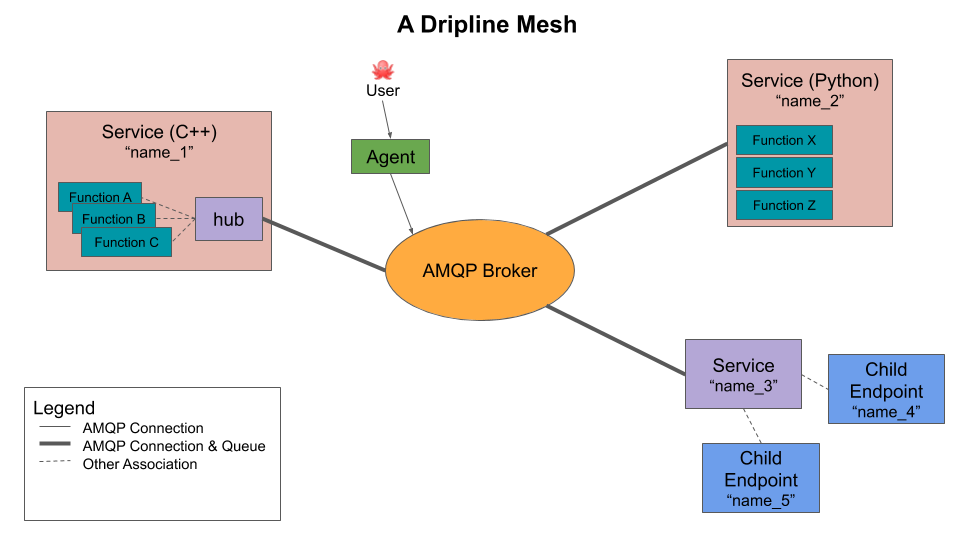 A Dripline Mesh
User
Agent
Service (C++)
“name_1”
Function A
Function B
Function C
hub
AMQP Broker
Service (Python)
“name_2”
Function X
Function Y
Function Z
Service
“name_3”
Child
Endpoint
“name_4”
Child
Endpoint
“name_5”
Legend
AMQP Connection
AMQP Connection & Queue
Other Association